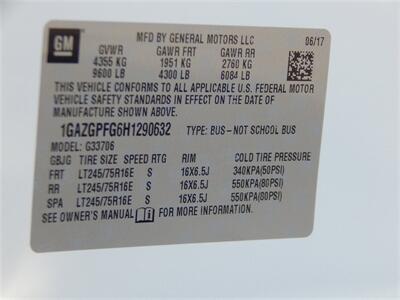 GM
MFD BY GENERAL MOTORS LLC 06/17
GVWR GAWR FRT GAWR RR
4355 KG 1951 KG 2760 KG
9600 LB 4300 LB 6084 LB
THIS VEHICLE CONFORMS TO ALL APPLICABLE U.S. FEDERAL MOTOR
VEHICLE SAFETY STANDARDS IN EFFECT ON THE DATE OF
MANUFACTURE SHOWN ABOVE.
1GAZGPFG6H1290632 TYPE: BUS-NOT SCHOOL BUS
MODEL: G33706
GBJG TIRE SIZE SPEED RTG RIM COLD TIRE PRESSURE
FRT LT245/75R16E S 16X6.5J 340KPA(50PSI)
RR LT245/75R16E S 16X6.5J 550KPA(80PSI)
SPA LT245/75R16E S 16X6.5J 550KPA(80PSI)
SEE OWNER'S MANUAL FOR MORE INFORMATION.